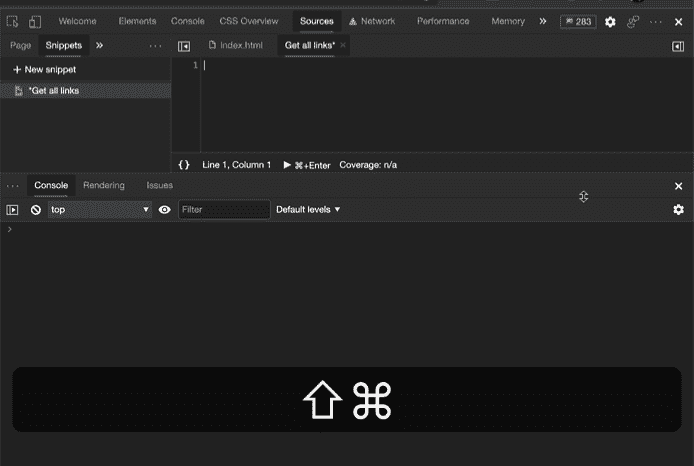 Welcome Elements Console CSS Overview Sources Network Performance Memory » 283 ··· ×
Page Snippets » ··· Index.html Get all links* ×
+ New snippet
*Get all links
1
{} Line 1, Column 1 ▶ ⌘+Enter Coverage: n/a
··· Console Rendering Issues ×
top ▼ Filter Default levels ▼
>
⇧ ⌘